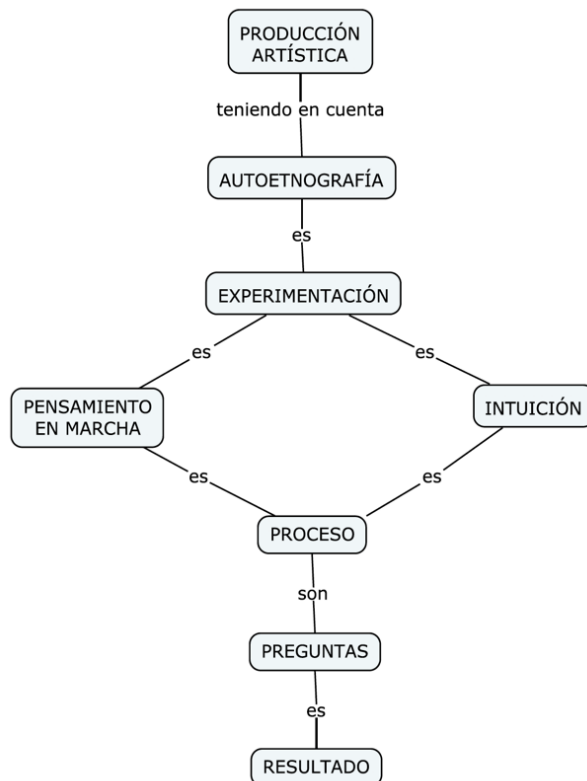 PRODUCCIÓN
ARTÍSTICA
teniendo en cuenta
AUTOETNOGRAFÍA
es
EXPERIMENTACIÓN
es
es
PENSAMIENTO
EN MARCHA
INTUICIÓN
es
es
PROCESO
son
PREGUNTAS
es
RESULTADO